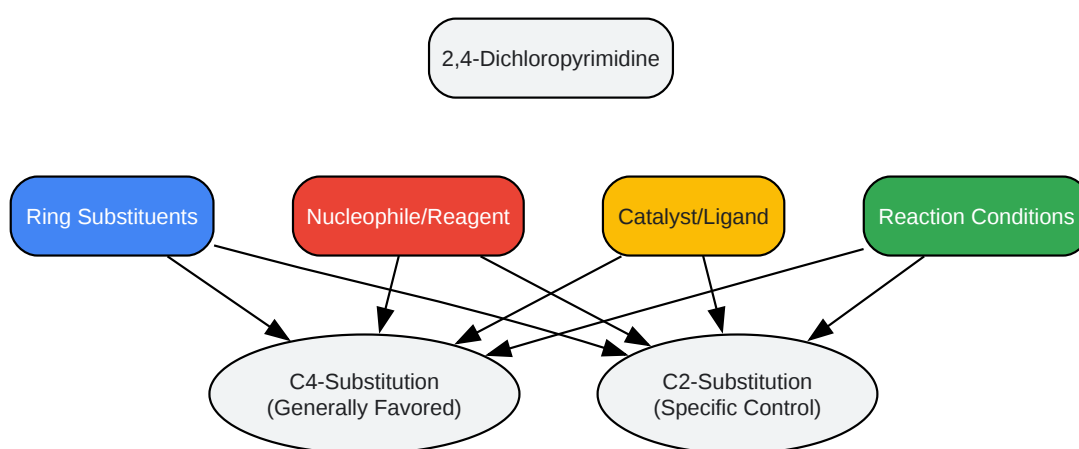 2,4-Dichloropyrimidine
Ring Substituents
Nucleophile/Reagent
Catalyst/Ligand
Reaction Conditions
C4-Substitution
(Generally Favored)
C2-Substitution
(Specific Control)